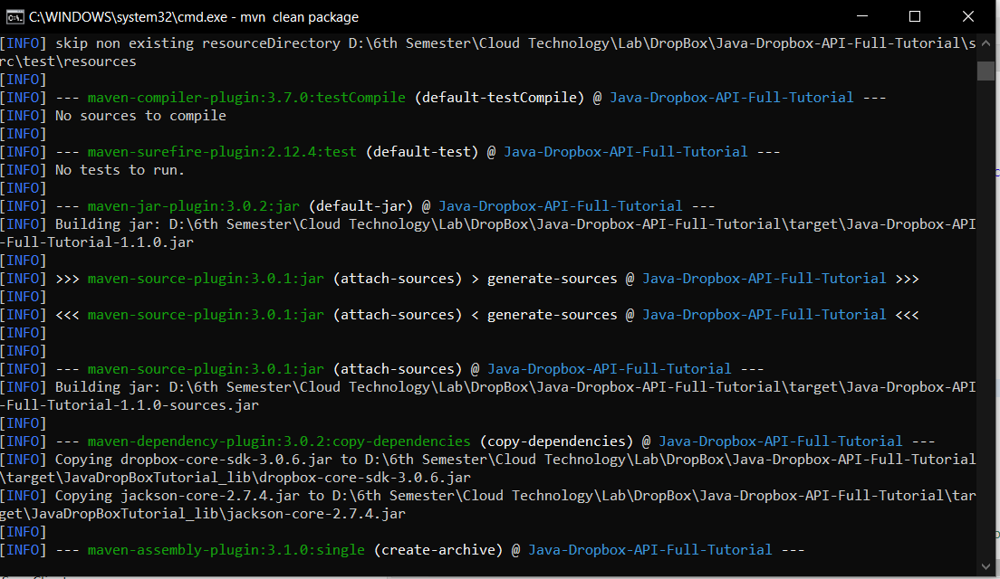 C:\WINDOWS\system32\cmd.exe - mvn  clean package
[INFO] skip non existing resourceDirectory D:\6th Semester\Cloud Technology\Lab\DropBox\Java-Dropbox-API-Full-Tutorial\s
rc\test\resources
[INFO]
[INFO] --- maven-compiler-plugin:3.7.0:testCompile (default-testCompile) @ Java-Dropbox-API-Full-Tutorial ---
[INFO] No sources to compile
[INFO]
[INFO] --- maven-surefire-plugin:2.12.4:test (default-test) @ Java-Dropbox-API-Full-Tutorial ---
[INFO] No tests to run.
[INFO]
[INFO] --- maven-jar-plugin:3.0.2:jar (default-jar) @ Java-Dropbox-API-Full-Tutorial ---
[INFO] Building jar: D:\6th Semester\Cloud Technology\Lab\DropBox\Java-Dropbox-API-Full-Tutorial\target\Java-Dropbox-API
-Full-Tutorial-1.1.0.jar
[INFO]
[INFO] >>> maven-source-plugin:3.0.1:jar (attach-sources) > generate-sources @ Java-Dropbox-API-Full-Tutorial >>>
[INFO]
[INFO] <<< maven-source-plugin:3.0.1:jar (attach-sources) < generate-sources @ Java-Dropbox-API-Full-Tutorial <<<
[INFO]
[INFO]
[INFO] --- maven-source-plugin:3.0.1:jar (attach-sources) @ Java-Dropbox-API-Full-Tutorial ---
[INFO] Building jar: D:\6th Semester\Cloud Technology\Lab\DropBox\Java-Dropbox-API-Full-Tutorial\target\Java-Dropbox-API
-Full-Tutorial-1.1.0-sources.jar
[INFO]
[INFO] --- maven-dependency-plugin:3.0.2:copy-dependencies (copy-dependencies) @ Java-Dropbox-API-Full-Tutorial ---
[INFO] Copying dropbox-core-sdk-3.0.6.jar to D:\6th Semester\Cloud Technology\Lab\DropBox\Java-Dropbox-API-Full-Tutorial
\target\JavaDropBoxTutorial_lib\dropbox-core-sdk-3.0.6.jar
[INFO] Copying jackson-core-2.7.4.jar to D:\6th Semester\Cloud Technology\Lab\DropBox\Java-Dropbox-API-Full-Tutorial\tar
get\JavaDropBoxTutorial_lib\jackson-core-2.7.4.jar
[INFO]
[INFO] --- maven-assembly-plugin:3.1.0:single (create-archive) @ Java-Dropbox-API-Full-Tutorial ---